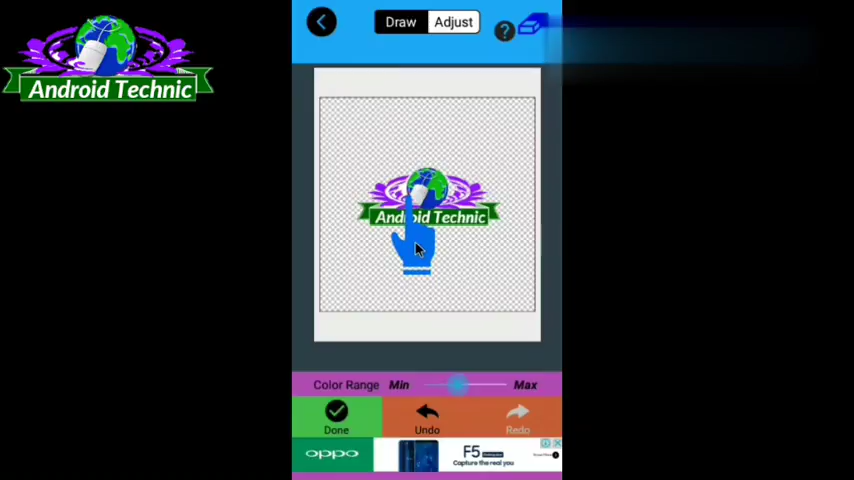 Draw Adjust
?
Android Technic
Android Technic
Color Range Min Max
Done Undo Redo
oppo
F5
Capture the real you